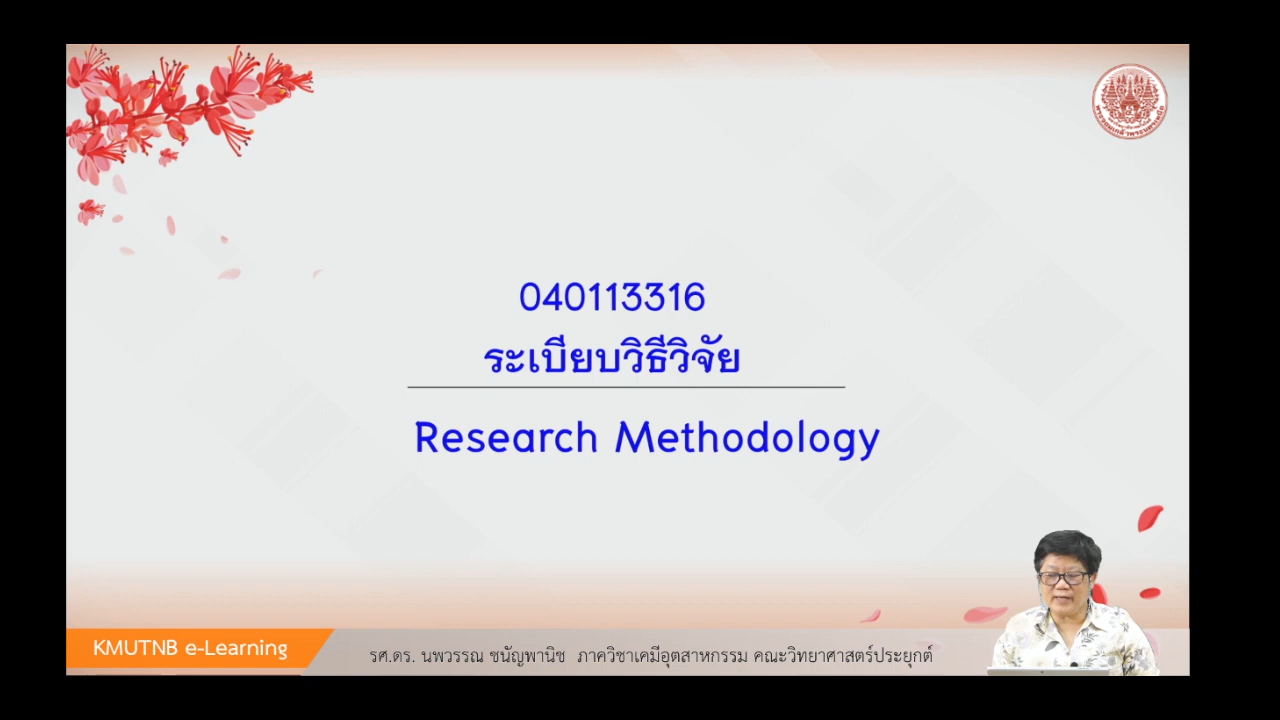 040113316
ระเบียบวิธีวิจัย
Research Methodology
KMUTNB e-Learning
รศ.ดร. นพวรรณ ชนัญพานิช ภาควิชาเคมีอุตสาหกรรม คณะวิทยาศาสตร์ประยุกต์